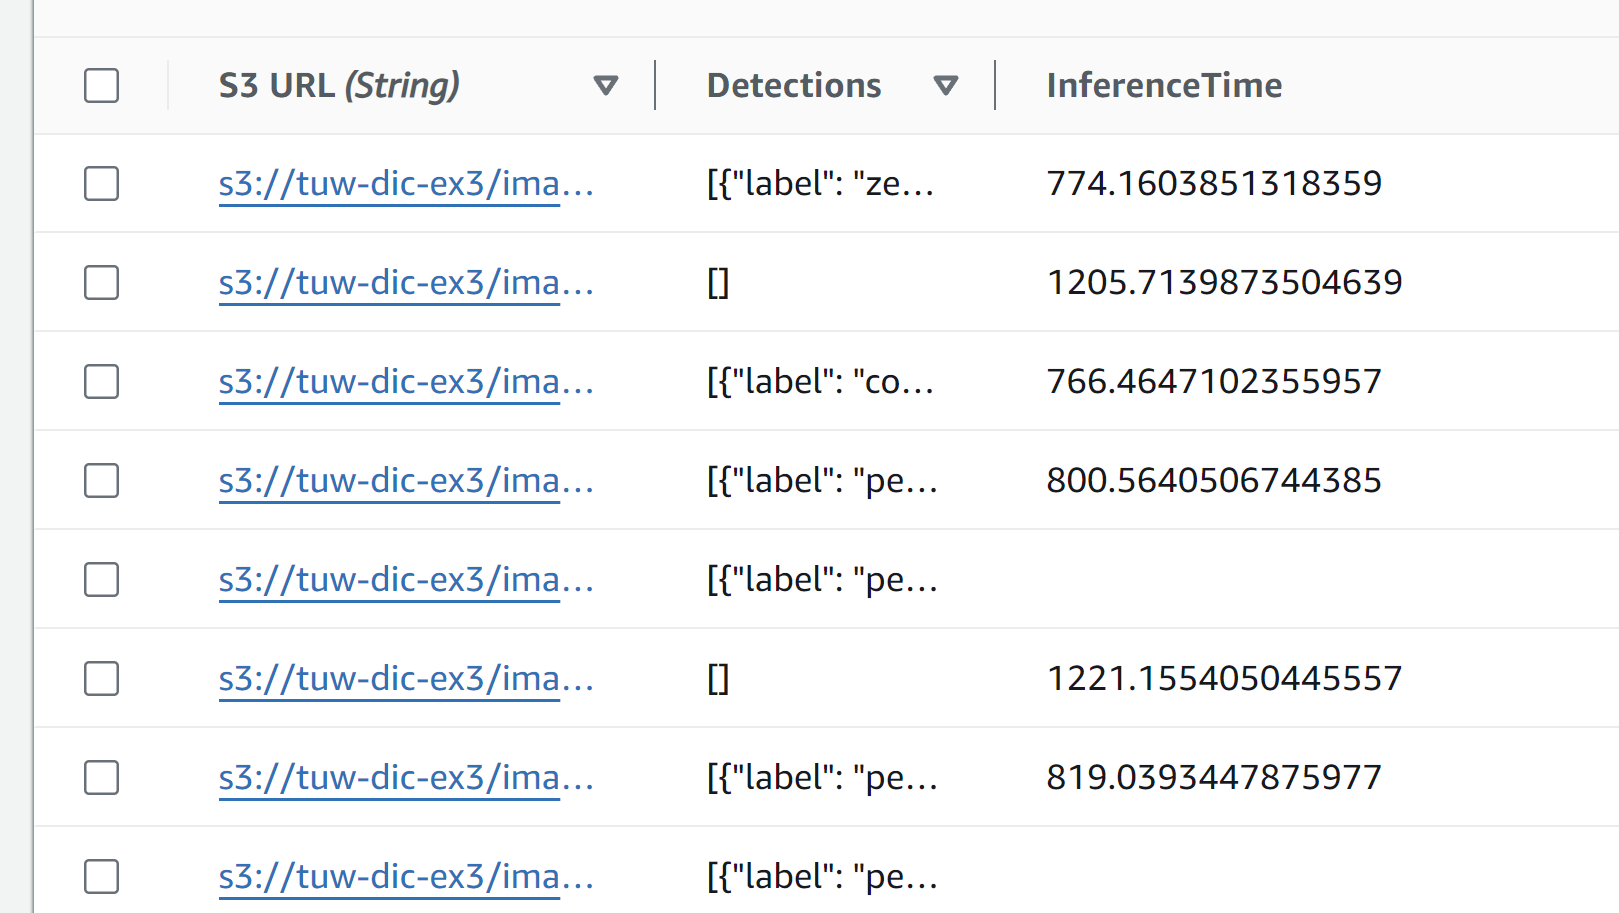 S3 URL (String) Detections InferenceTime
s3://tuw-dic-ex3/ima... [{"label": "ze... 774.1603851318359
s3://tuw-dic-ex3/ima... [] 1205.7139873504639
s3://tuw-dic-ex3/ima... [{"label": "co... 766.4647102355957
s3://tuw-dic-ex3/ima... [{"label": "pe... 800.5640506744385
s3://tuw-dic-ex3/ima... [{"label": "pe...
s3://tuw-dic-ex3/ima... [] 1221.1554050445557
s3://tuw-dic-ex3/ima... [{"label": "pe... 819.0393447875977
s3://tuw-dic-ex3/ima... [{"label": "pe...